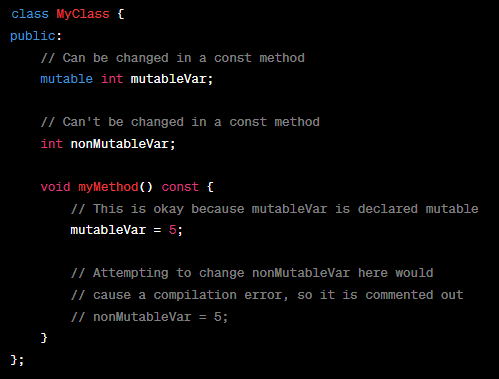 class MyClass {
public:
    // Can be changed in a const method
    mutable int mutableVar;

    // Can't be changed in a const method
    int nonMutableVar;

    void myMethod() const {
        // This is okay because mutableVar is declared mutable
        mutableVar = 5;

        // Attempting to change nonMutableVar here would
        // cause a compilation error, so it is commented out
        // nonMutableVar = 5;
    }
};